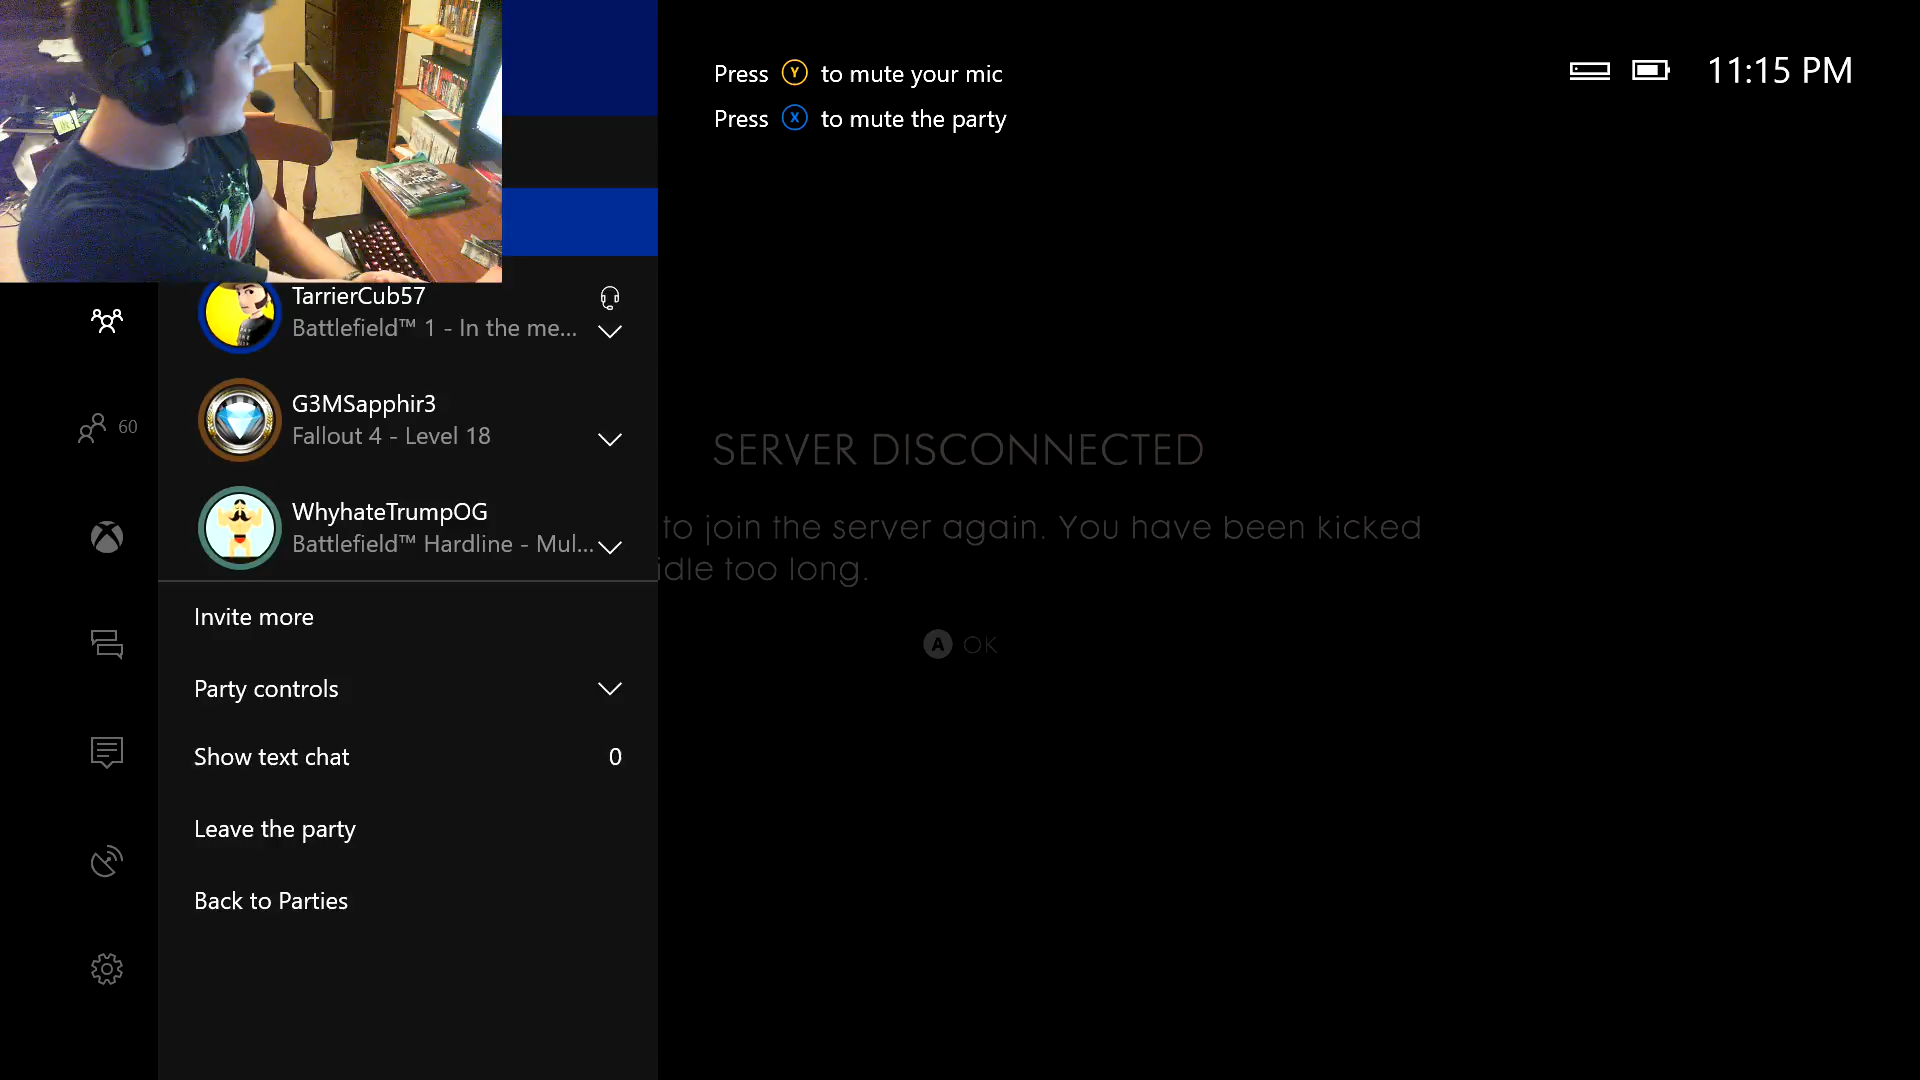 Press Y to mute your mic
Press X to mute the party
11:15 PM
TarrierCub57
Battlefield™ 1 - In the me...
60
G3MSapphir3
Fallout 4 - Level 18
WhyhateTrumpOG
Battlefield™ Hardline - Mul...
SERVER DISCONNECTED
to join the server again. You have been kicked
idle too long.
A OK
Invite more
Party controls
Show text chat 0
Leave the party
Back to Parties